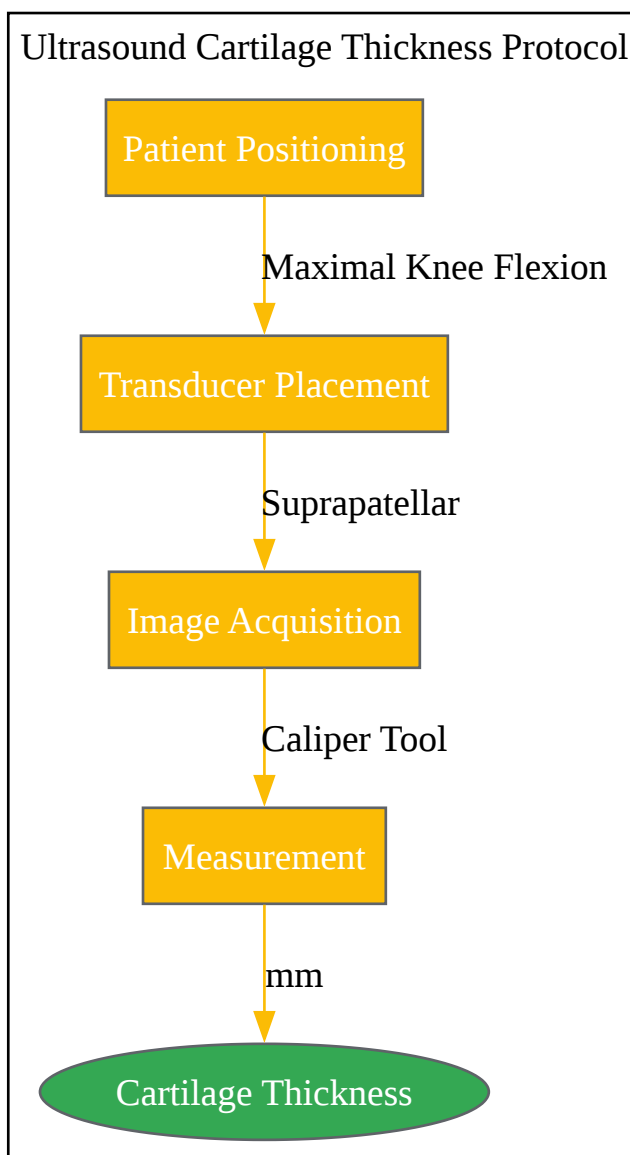 Ultrasound Cartilage Thickness Protocol
Patient Positioning
Maximal Knee Flexion
Transducer Placement
Suprapatellar
Image Acquisition
Caliper Tool
Measurement
mm
Cartilage Thickness